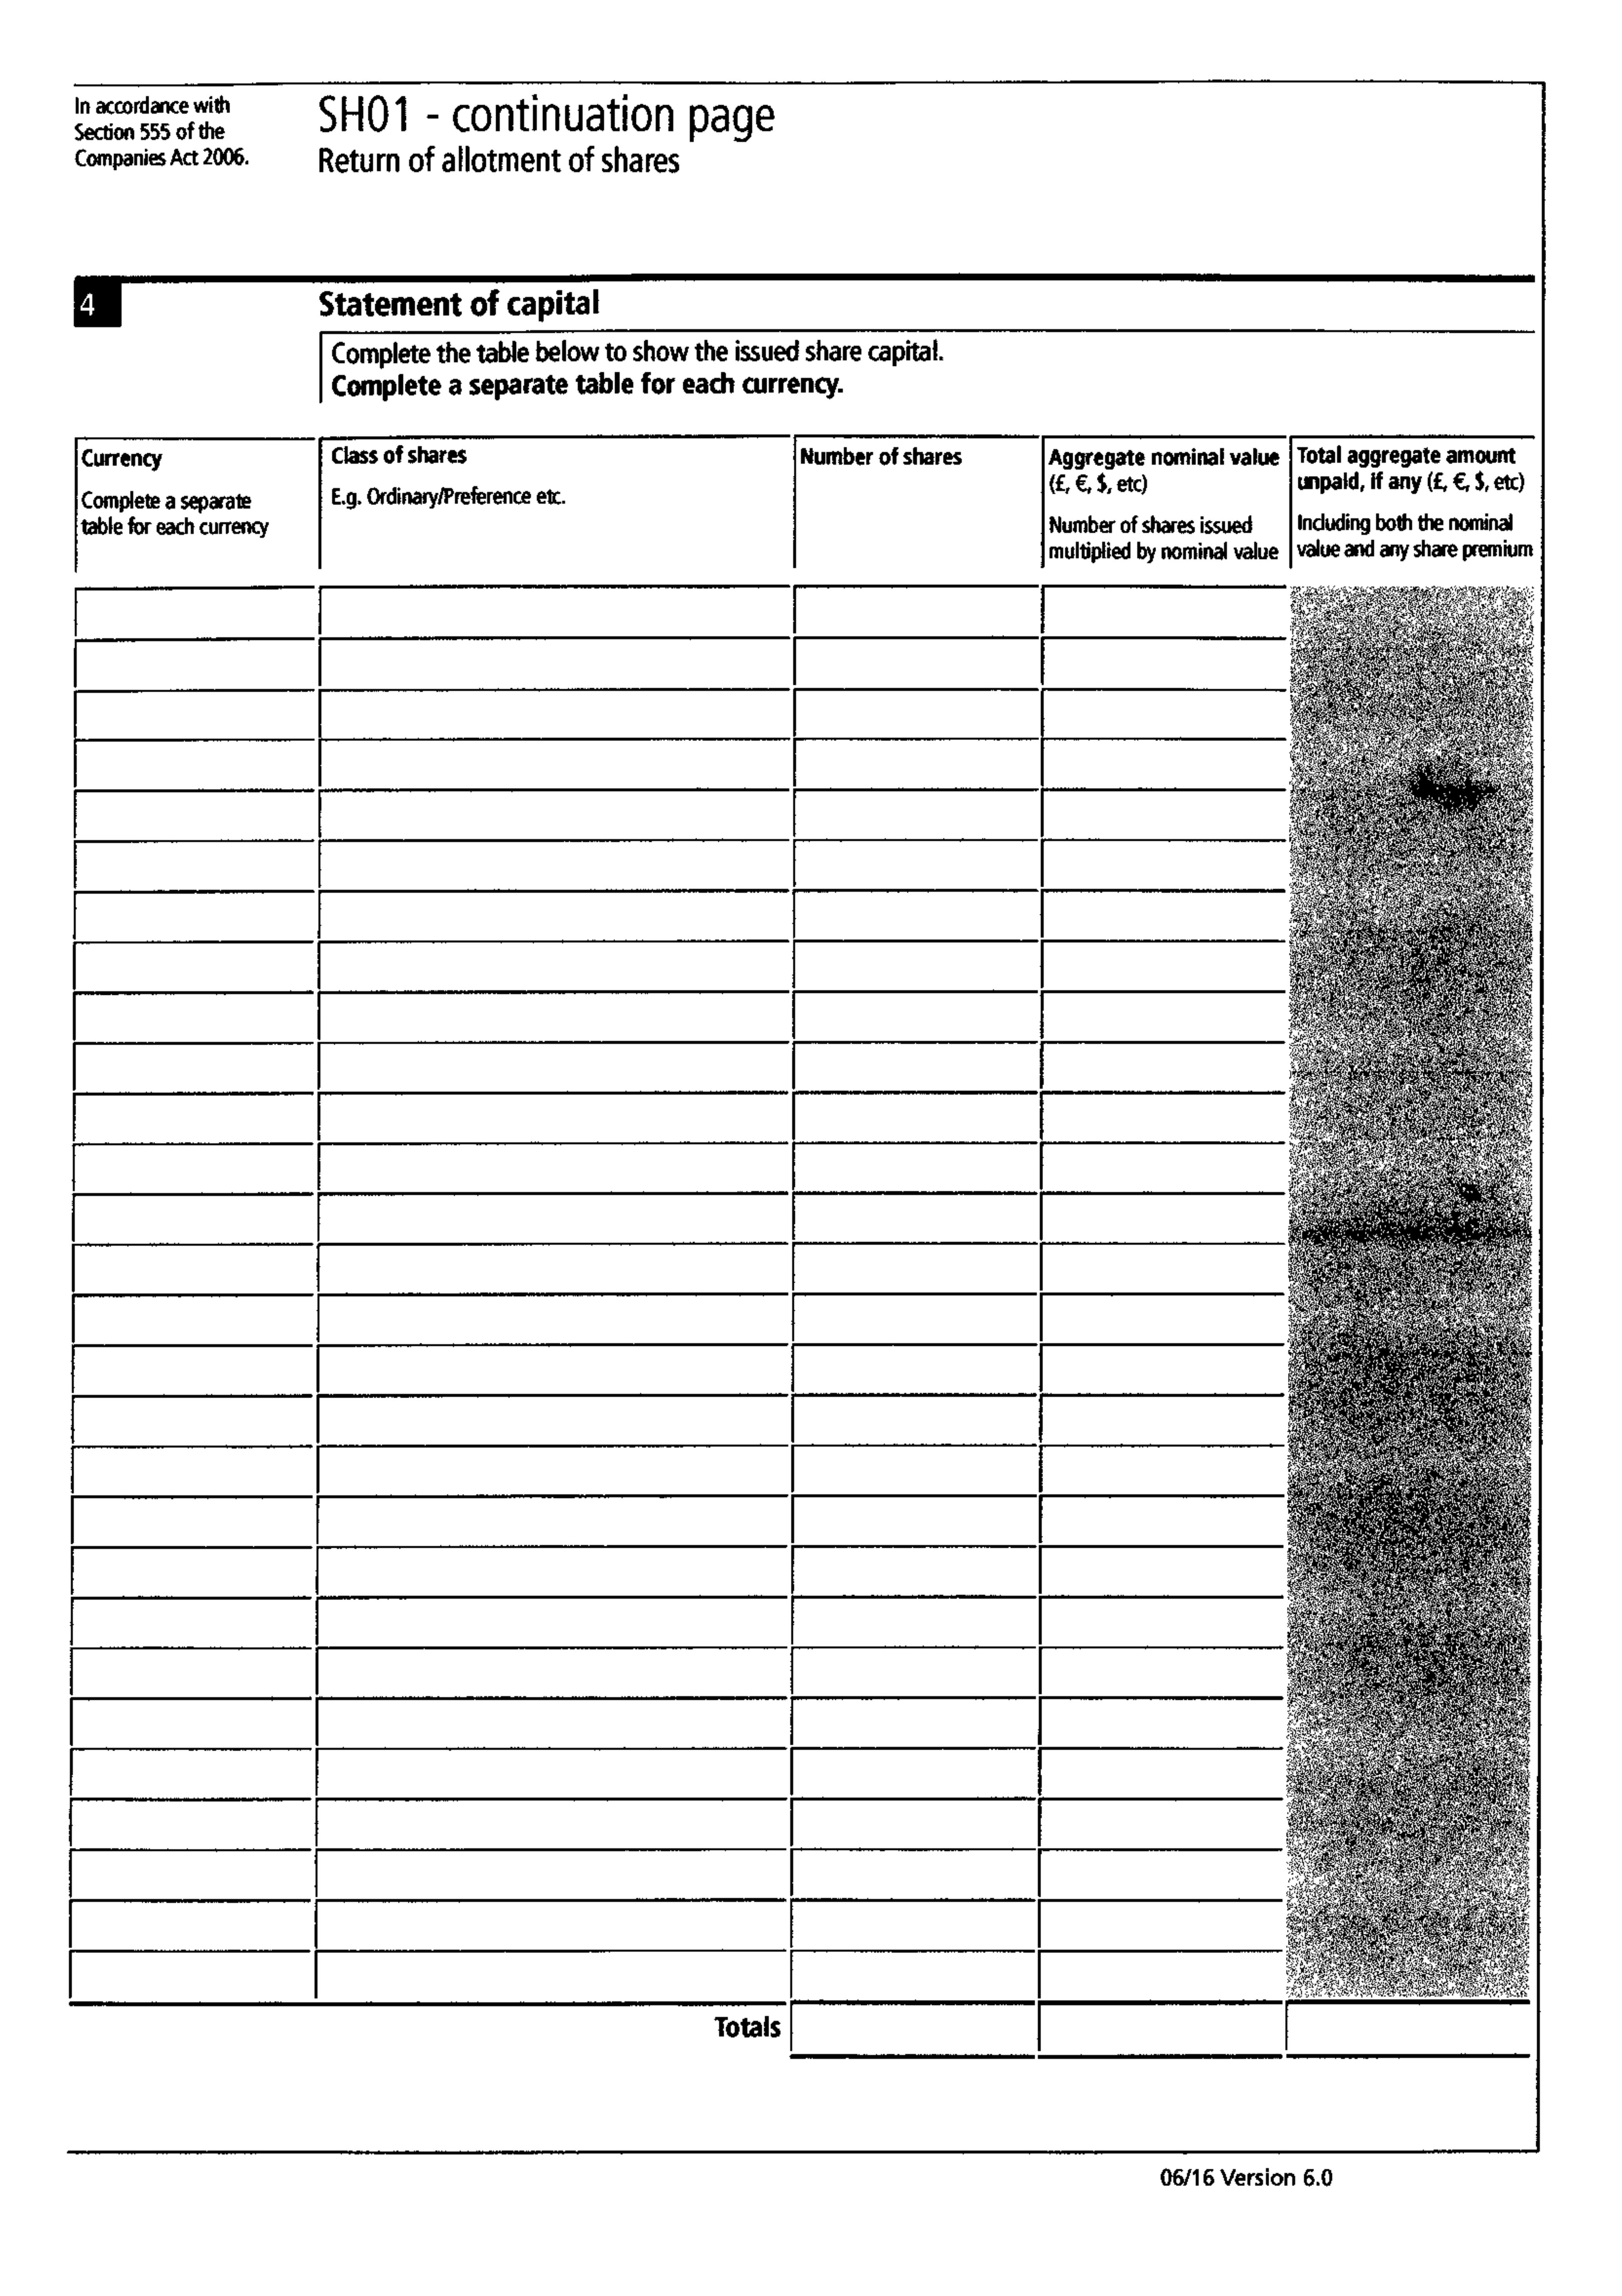 In accordance with
Section 555 of the
Companies Act 2006.
SH01 - continuation page
Return of allotment of shares
4
Statement of capital
Complete the table below to show the issued share capital.
Complete a separate table for each currency.
Currency
Complete a separate
table for each currency
Class of shares
E.g. Ordinary/Preference etc.
Number of shares
Aggregate nominal value
(£, €, $, etc)
Number of shares issued
multiplied by nominal value
Total aggregate amount
unpaid, if any (£, €, $, etc)
Including both the nominal
value and any share premium
Totals
06/16 Version 6.0